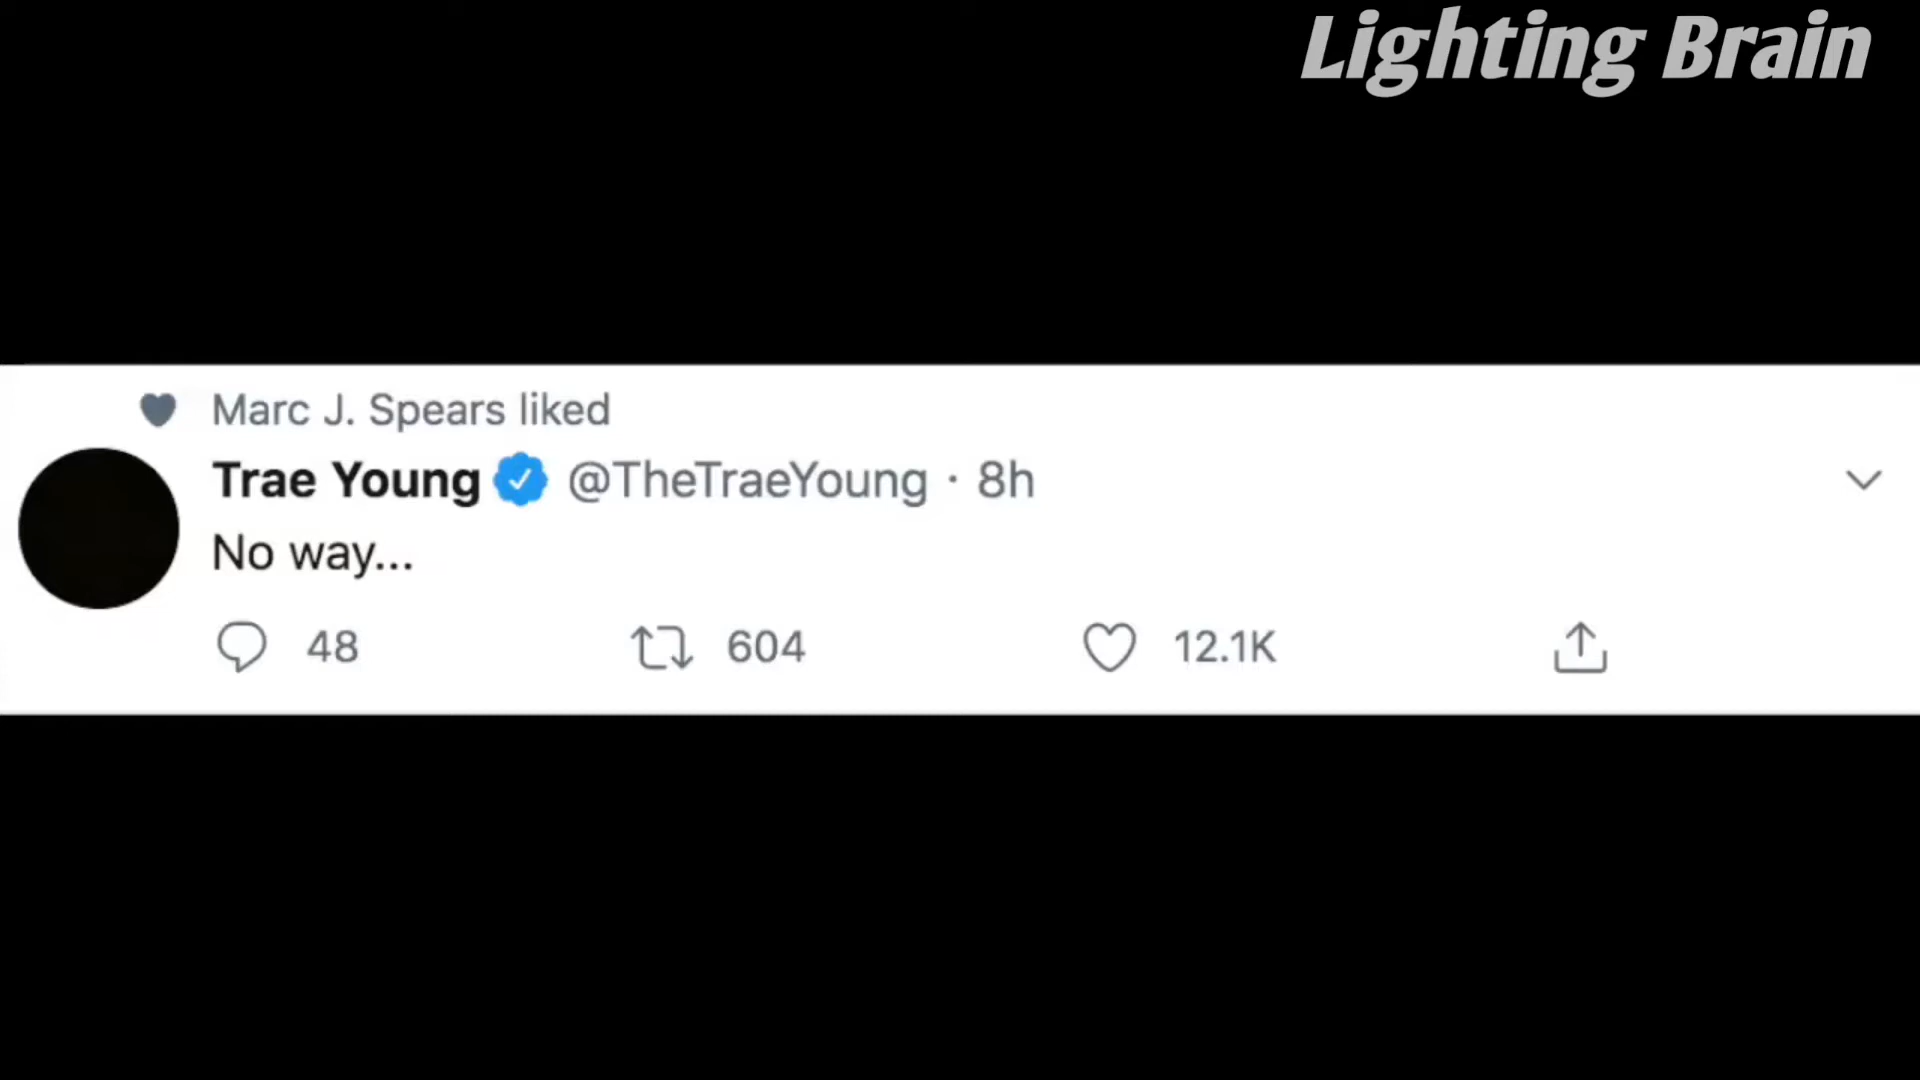 Lighting Brain
Marc J. Spears liked
Trae Young @TheTraeYoung · 8h
No way...
48 604 12.1K